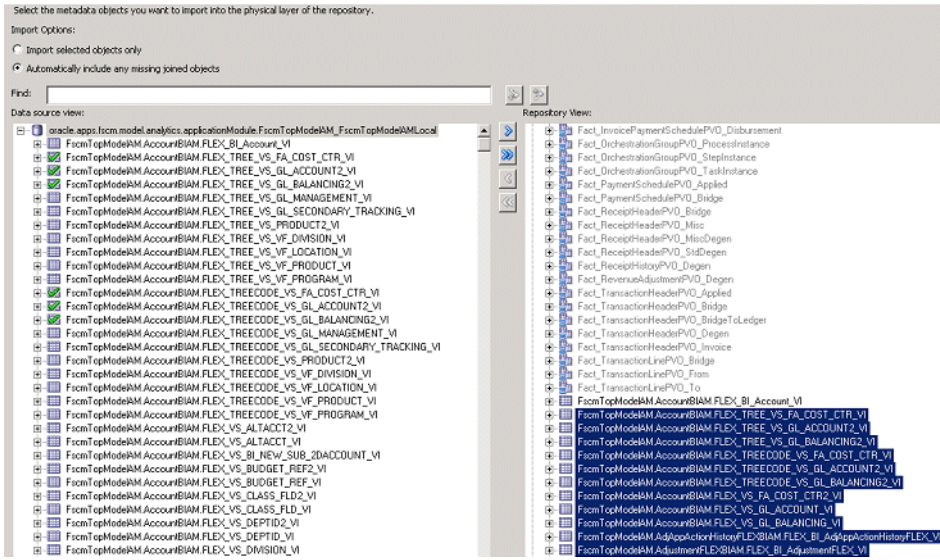 Select the metadata objects you want to import into the physical layer of the repository.
Import Options:
Import selected objects only
Automatically include any missing joined objects
Find:
Data source view:
oracle.apps.fscm.model.analytics.applicationModule.FscmTopModelAM_FscmTopModelAMLocal
FscmTopModelAM.AccountBIAM.FLEX_BI_Account_VI
FscmTopModelAM.AccountBIAM.FLEX_TREE_VS_FA_COST_CTR_VI
FscmTopModelAM.AccountBIAM.FLEX_TREE_VS_GL_ACCOUNT2_VI
FscmTopModelAM.AccountBIAM.FLEX_TREE_VS_GL_BALANCING2_VI
FscmTopModelAM.AccountBIAM.FLEX_TREE_VS_GL_MANAGEMENT_VI
FscmTopModelAM.AccountBIAM.FLEX_TREE_VS_GL_SECONDARY_TRACKING_VI
FscmTopModelAM.AccountBIAM.FLEX_TREE_VS_PRODUCT2_VI
FscmTopModelAM.AccountBIAM.FLEX_TREE_VS_VF_DIVISION_VI
FscmTopModelAM.AccountBIAM.FLEX_TREE_VS_VF_LOCATION_VI
FscmTopModelAM.AccountBIAM.FLEX_TREE_VS_VF_PRODUCT_VI
FscmTopModelAM.AccountBIAM.FLEX_TREE_VS_VF_PROGRAM_VI
FscmTopModelAM.AccountBIAM.FLEX_TREECODE_VS_FA_COST_CTR_VI
FscmTopModelAM.AccountBIAM.FLEX_TREECODE_VS_GL_ACCOUNT2_VI
FscmTopModelAM.AccountBIAM.FLEX_TREECODE_VS_GL_BALANCING2_VI
FscmTopModelAM.AccountBIAM.FLEX_TREECODE_VS_GL_MANAGEMENT_VI
FscmTopModelAM.AccountBIAM.FLEX_TREECODE_VS_GL_SECONDARY_TRACKING_VI
FscmTopModelAM.AccountBIAM.FLEX_TREECODE_VS_PRODUCT2_VI
FscmTopModelAM.AccountBIAM.FLEX_TREECODE_VS_VF_DIVISION_VI
FscmTopModelAM.AccountBIAM.FLEX_TREECODE_VS_VF_LOCATION_VI
FscmTopModelAM.AccountBIAM.FLEX_TREECODE_VS_VF_PRODUCT_VI
FscmTopModelAM.AccountBIAM.FLEX_TREECODE_VS_VF_PROGRAM_VI
FscmTopModelAM.AccountBIAM.FLEX_VS_ALTACCT2_VI
FscmTopModelAM.AccountBIAM.FLEX_VS_ALTACCT_VI
FscmTopModelAM.AccountBIAM.FLEX_VS_BI_NEW_SUB_2DACCOUNT_VI
FscmTopModelAM.AccountBIAM.FLEX_VS_BUDGET_REF2_VI
FscmTopModelAM.AccountBIAM.FLEX_VS_BUDGET_REF_VI
FscmTopModelAM.AccountBIAM.FLEX_VS_CLASS_FLD2_VI
FscmTopModelAM.AccountBIAM.FLEX_VS_CLASS_FLD_VI
FscmTopModelAM.AccountBIAM.FLEX_VS_DEPTID2_VI
FscmTopModelAM.AccountBIAM.FLEX_VS_DEPTID_VI
FscmTopModelAM.AccountBIAM.FLEX_VS_DIVISION_VI
Repository View:
Fact_InvoicePaymentSchedulePVO_Disbursement
Fact_OrchestrationGroupPVO_ProcessInstance
Fact_OrchestrationGroupPVO_StepInstance
Fact_OrchestrationGroupPVO_TaskInstance
Fact_PaymentSchedulePVO_Applied
Fact_PaymentSchedulePVO_Bridge
Fact_ReceiptHeaderPVO_Bridge
Fact_ReceiptHeaderPVO_Misc
Fact_ReceiptHeaderPVO_MiscDegen
Fact_ReceiptHeaderPVO_StdDegen
Fact_ReceiptHistoryPVO_Degen
Fact_RevenueAdjustmentPVO_Degen
Fact_TransactionHeaderPVO_Applied
Fact_TransactionHeaderPVO_Bridge
Fact_TransactionHeaderPVO_BridgeToLedger
Fact_TransactionHeaderPVO_Degen
Fact_TransactionHeaderPVO_Invoice
Fact_TransactionLinePVO_Bridge
Fact_TransactionLinePVO_From
Fact_TransactionLinePVO_To
FscmTopModelAM.AccountBIAM.FLEX_BI_Account_VI
FscmTopModelAM.AccountBIAM.FLEX_TREE_VS_FA_COST_CTR_VI
FscmTopModelAM.AccountBIAM.FLEX_TREE_VS_GL_ACCOUNT2_VI
FscmTopModelAM.AccountBIAM.FLEX_TREE_VS_GL_BALANCING2_VI
FscmTopModelAM.AccountBIAM.FLEX_TREECODE_VS_FA_COST_CTR_VI
FscmTopModelAM.AccountBIAM.FLEX_TREECODE_VS_GL_ACCOUNT2_VI
FscmTopModelAM.AccountBIAM.FLEX_TREECODE_VS_GL_BALANCING2_VI
FscmTopModelAM.AccountBIAM.FLEX_VS_FA_COST_CTR2_VI
FscmTopModelAM.AccountBIAM.FLEX_VS_GL_ACCOUNT_VI
FscmTopModelAM.AccountBIAM.FLEX_VS_GL_BALANCING_VI
FscmTopModelAM.AdjAppActionHistoryFLEXBIAM.FLEX_BI_AdjAppActionHistoryFLEX_V
FscmTopModelAM.AdjustmentFLEXBIAM.FLEX_BI_AdjustmentFLEX_VI